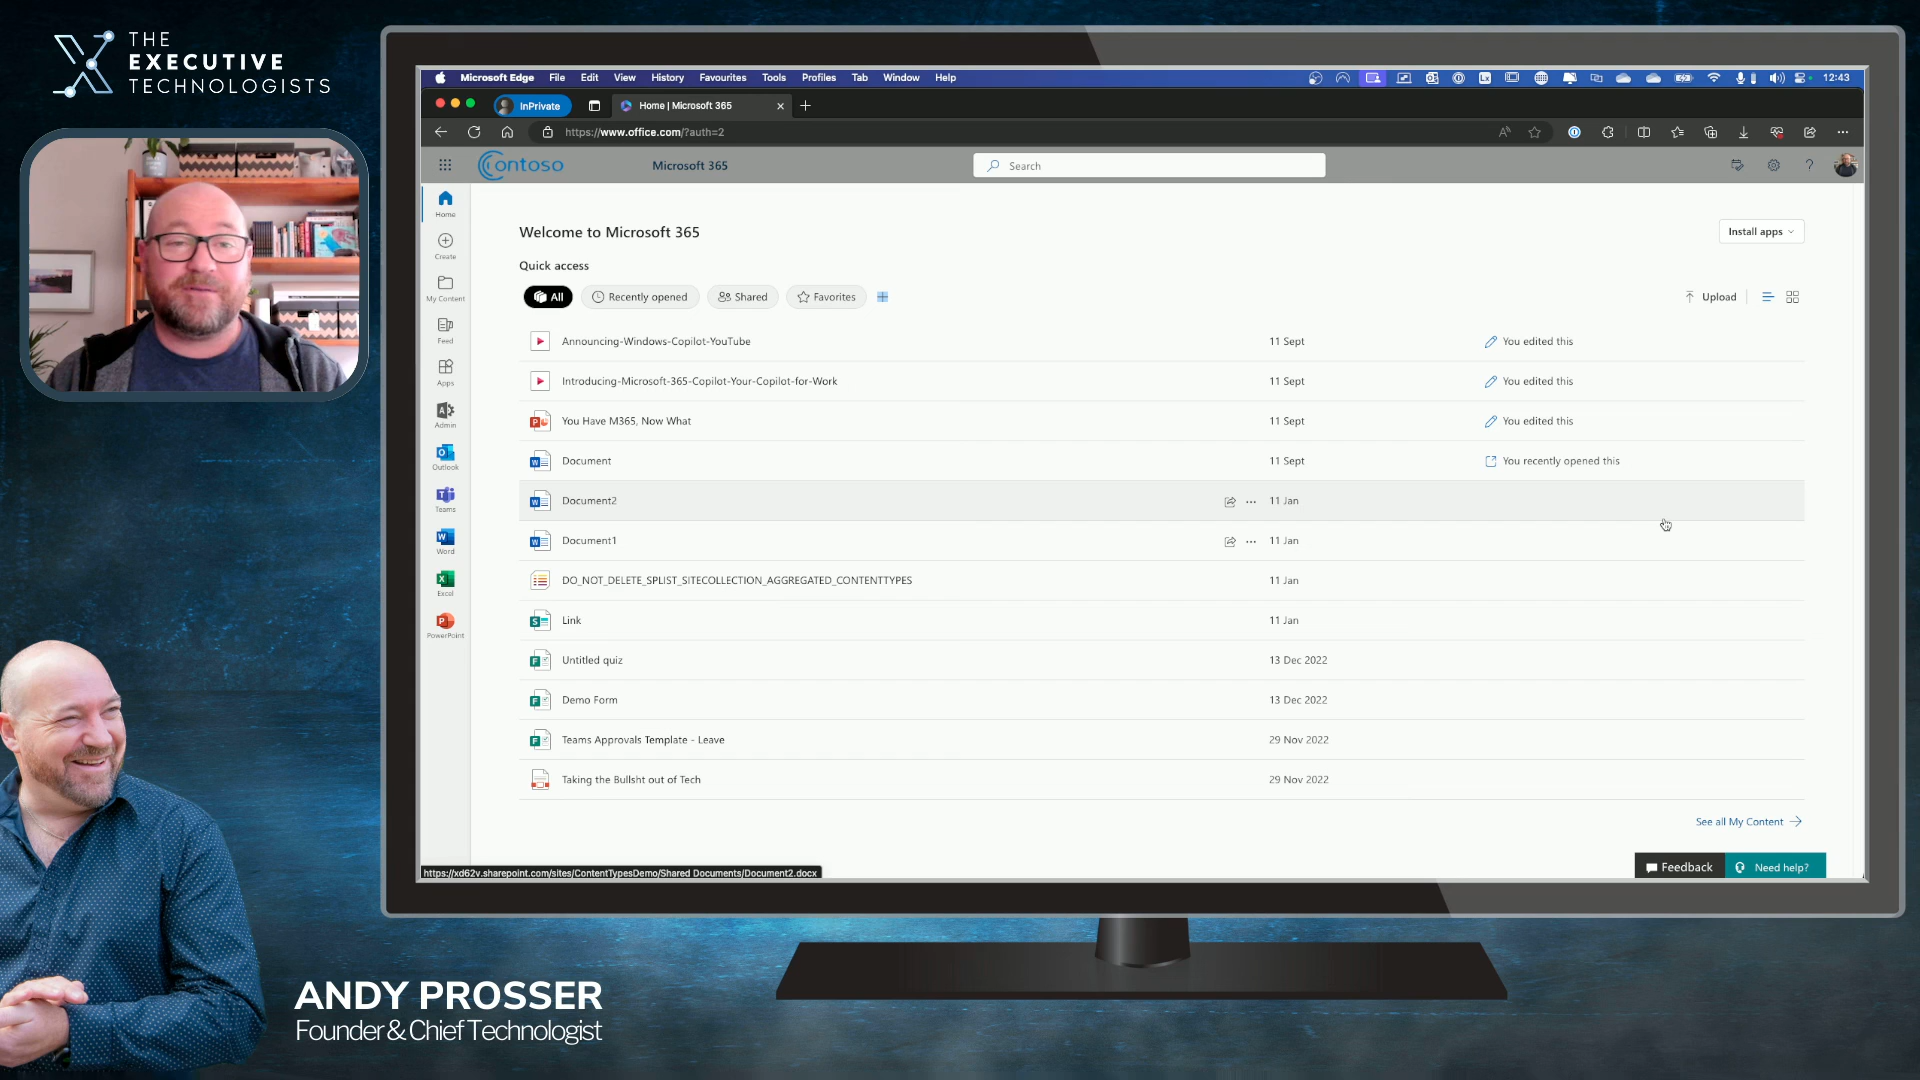 THE
EXECUTIVE
TECHNOLOGISTS
Microsoft Edge File Edit View History Favourites Tools Profiles Tab Window Help 12:43
InPrivate Home | Microsoft 365
https://www.office.com/?auth=2
Contoso Microsoft 365 Search
Home
Create
My Content
Feed
Apps
Admin
Outlook
Teams
Word
Excel
PowerPoint
Welcome to Microsoft 365 Install apps
Quick access
All Recently opened Shared Favorites Upload
Announcing-Windows-Copilot-YouTube 11 Sept You edited this
Introducing-Microsoft-365-Copilot-Your-Copilot-for-Work 11 Sept You edited this
You Have M365, Now What 11 Sept You edited this
Document 11 Sept You recently opened this
Document2 11 Jan
Document1 11 Jan
DO_NOT_DELETE_SPLIST_SITECOLLECTION_AGGREGATED_CONTENTTYPES 11 Jan
Link 11 Jan
Untitled quiz 13 Dec 2022
Demo Form 13 Dec 2022
Teams Approvals Template - Leave 29 Nov 2022
Taking the Bullsht out of Tech 29 Nov 2022
See all My Content
Feedback Need help?
https://xd62v.sharepoint.com/sites/ContentTypesDemo/Shared Documents/Document2.docx
ANDY PROSSER
Founder & Chief Technologist